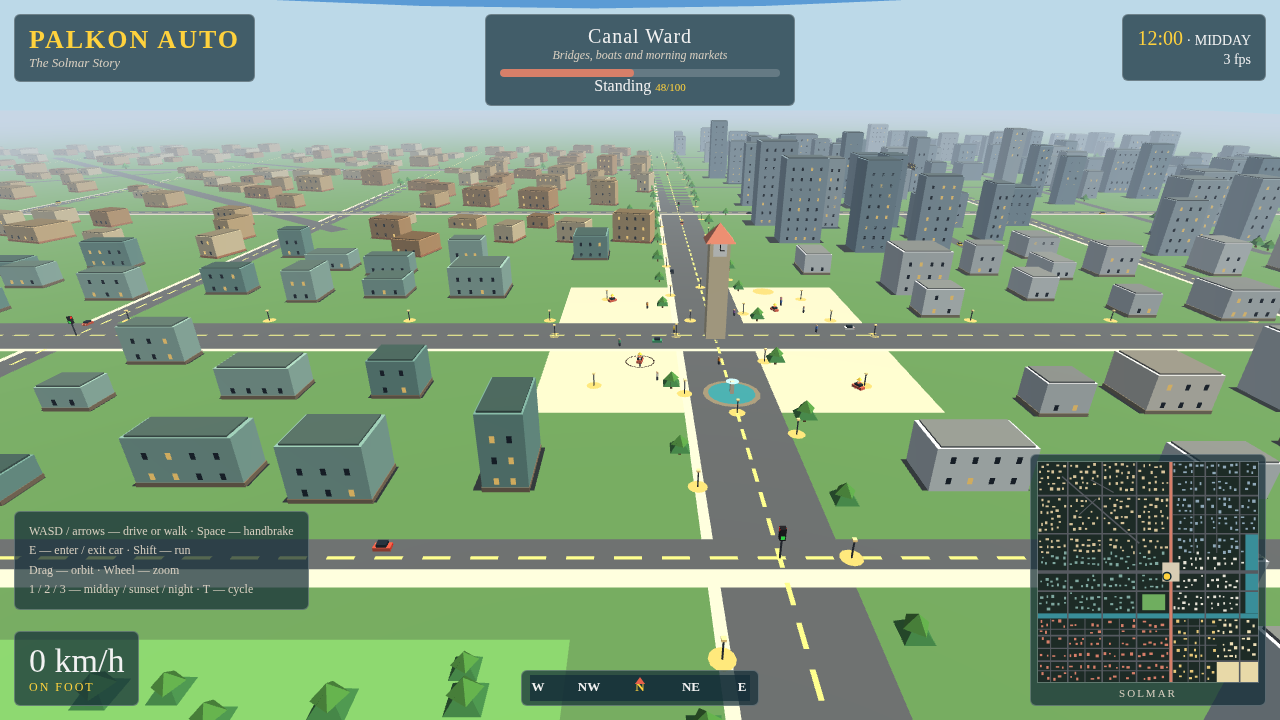 PALKON AUTO
The Solmar Story
Canal Ward
Bridges, boats and morning markets
Standing 48/100
12:00 · MIDDAY
3 fps
WASD / arrows — drive or walk · Space — handbrake
E — enter / exit car · Shift — run
Drag — orbit · Wheel — zoom
1 / 2 / 3 — midday / sunset / night · T — cycle
0 km/h
ON FOOT
W NW N NE E
SOLMAR